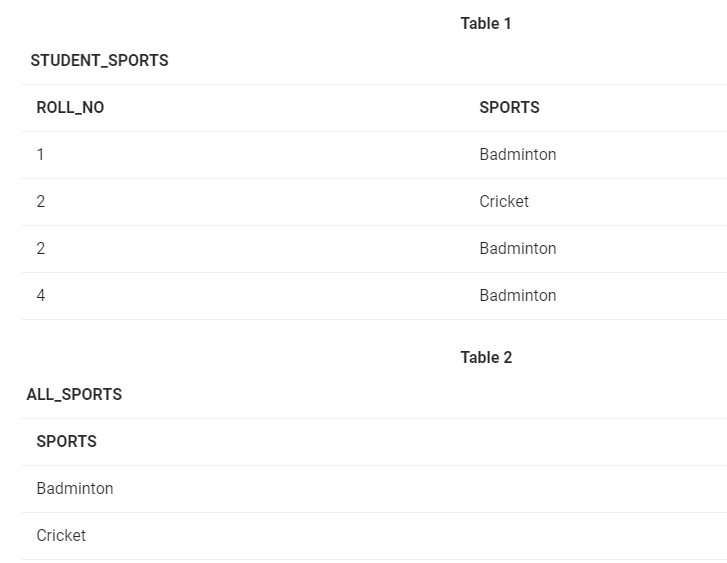 Table 1
STUDENT_SPORTS
ROLL_NO SPORTS
1 Badminton
2 Cricket
2 Badminton
4 Badminton
Table 2
ALL_SPORTS
SPORTS
Badminton
Cricket